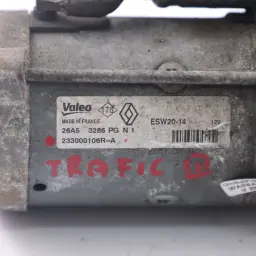 Valeo
MADE IN FRANCE
ESW20-14 12V
26A5 3286 PG N 1
233000106R-A
TRAFIC